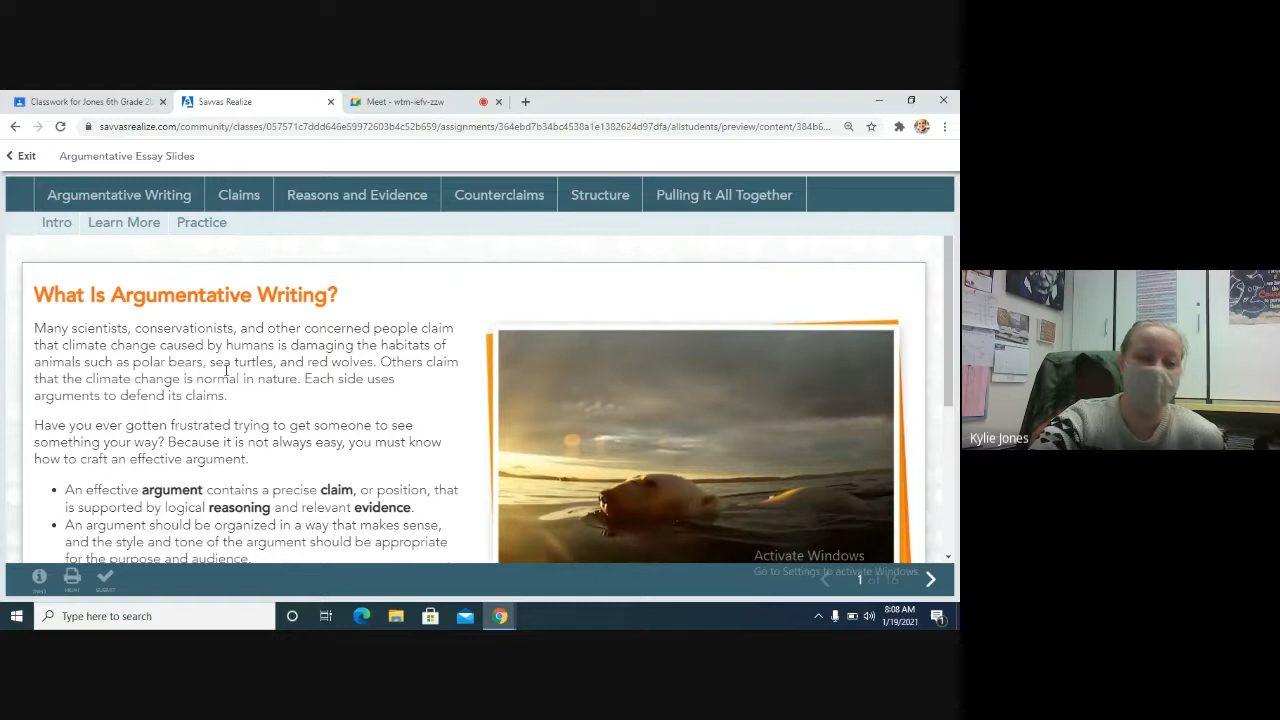 Classwork for Jones 6th Grade 2
Savvas Realize
Meet - wtm-iefv-zzw
savvasrealize.com/community/classes/057571c7ddd646e59972603b4c52b659/assignments/364ebd7b34bc4538a1e1382624d97dfa/allstudents/preview/content/384b6...
Exit
Argumentative Essay Slides
Argumentative Writing
Claims
Reasons and Evidence
Counterclaims
Structure
Pulling It All Together
Intro
Learn More
Practice
What Is Argumentative Writing?
Many scientists, conservationists, and other concerned people claim
that climate change caused by humans is damaging the habitats of
animals such as polar bears, sea turtles, and red wolves. Others claim
that the climate change is normal in nature. Each side uses
arguments to defend its claims.
Have you ever gotten frustrated trying to get someone to see
something your way? Because it is not always easy, you must know
how to craft an effective argument.
• An effective argument contains a precise claim, or position, that
is supported by logical reasoning and relevant evidence.
• An argument should be organized in a way that makes sense,
and the style and tone of the argument should be appropriate
for the purpose and audience.
Kylie Jones
Activate Windows
Go to Settings to activate Windows.
INFO
PRINT
SUBMIT
1 of 16
Type here to search
8:08 AM
1/19/2021